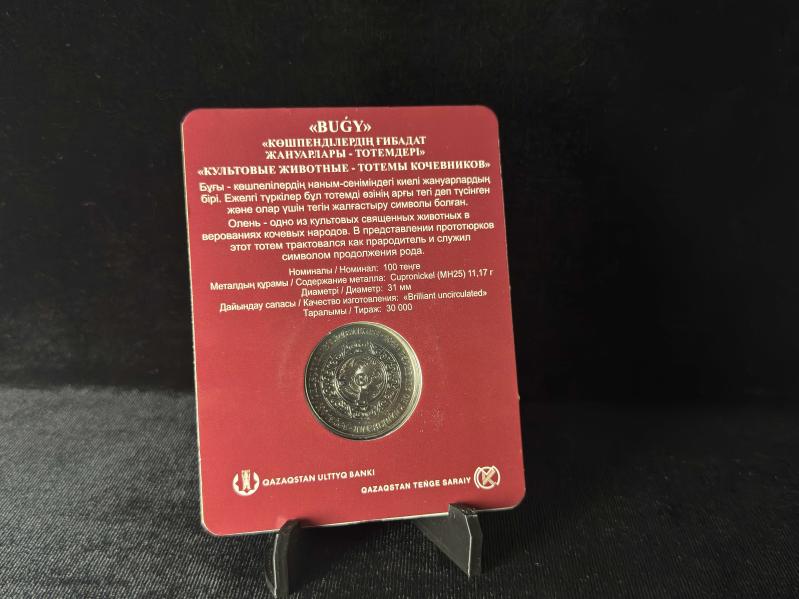 «BUǴY»
«КӨШПЕНДІЛЕРДІҢ ҒИБАДАТ
ЖАНУАРЛАРЫ - ТОТЕМДЕРІ»
«КУЛЬТОВЫЕ ЖИВОТНЫЕ - ТОТЕМЫ КОЧЕВНИКОВ»
Бұғы - көшпелілердің наным-сеніміндегі киелі жануарлардың
бірі. Ежелгі түркілер бұл тотемді өзінің арғы тегі деп түсінген
және олар үшін тегін жалғастыру символы болған.
Олень - одно из культовых священных животных в
верованиях кочевых народов. В представлении прототюрков
этот тотем трактовался как прародитель и служил
символом продолжения рода.
Номиналы / Номинал: 100 теңге
Металдың құрамы / Содержание металла: Cupronickel (МН25) 11,17 г
Диаметрі / Диаметр: 31 мм
Дайындау сапасы / Качество изготовления: «Brilliant uncirculated»
Таралымы / Тираж: 30 000
QAZAQSTAN ULTTYQ BANKI
QAZAQSTAN TEŃGE SARAIY